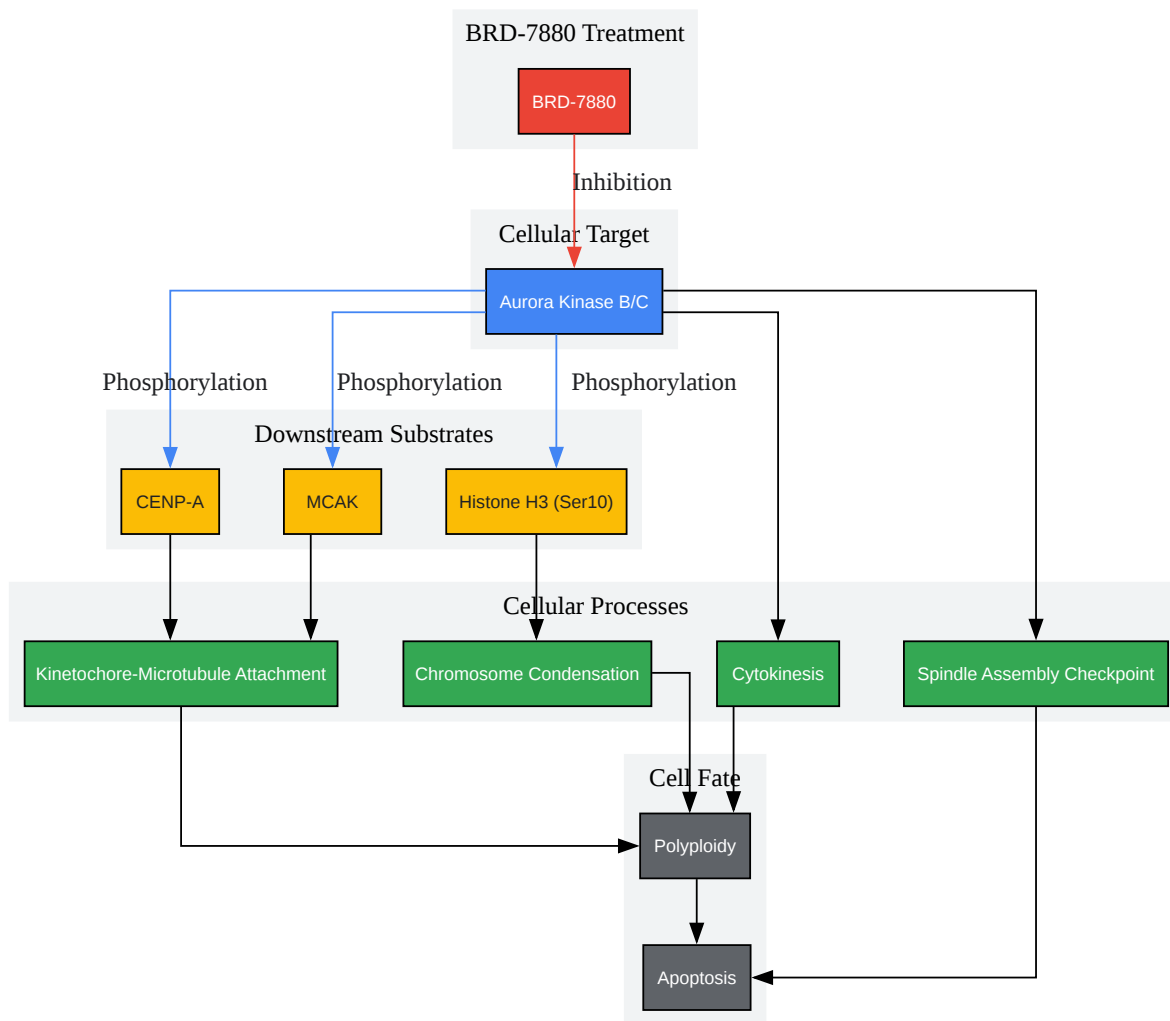 BRD-7880 Treatment
BRD-7880
Inhibition
Cellular Target
Aurora Kinase B/C
Phosphorylation
Phosphorylation
Phosphorylation
Downstream Substrates
CENP-A
MCAK
Histone H3 (Ser10)
Cellular Processes
Kinetochore-Microtubule Attachment
Chromosome Condensation
Cytokinesis
Spindle Assembly Checkpoint
Cell Fate
Polyploidy
Apoptosis